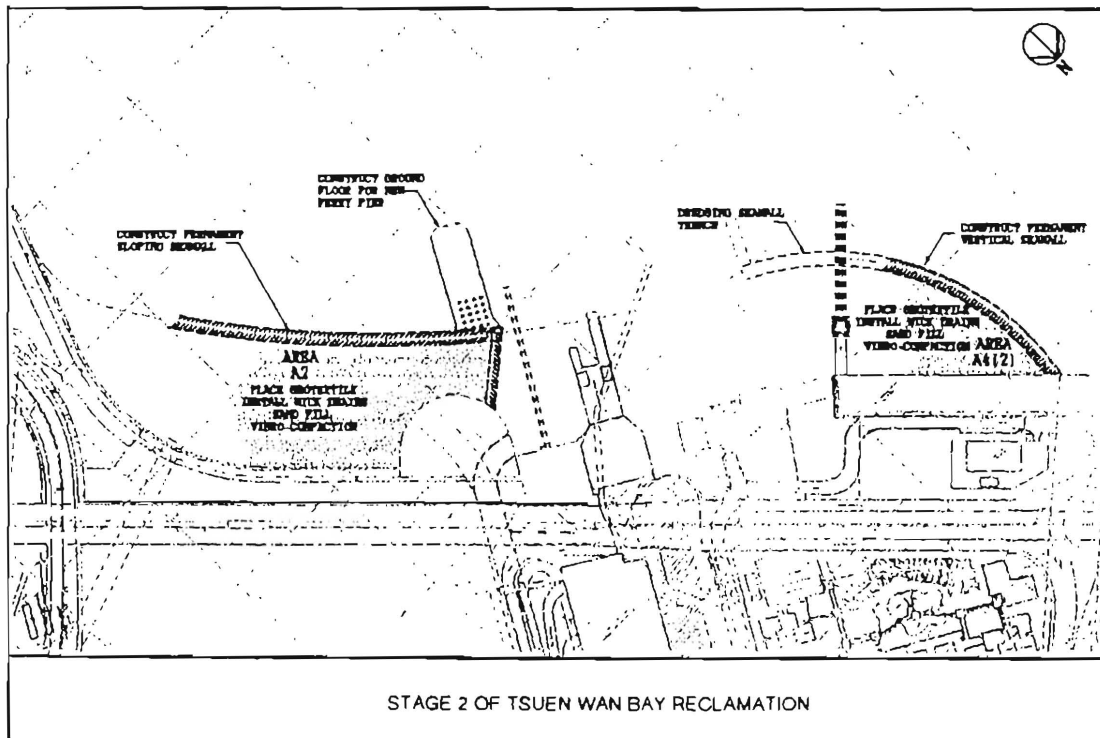 N
CONSTRUCT GROUND
FLOOR FOR NEW
FERRY PIER
CONSTRUCT PERMANENT
SLOPING SEAWALL
DREDGING SEAWALL
TRENCH
CONSTRUCT PERMANENT
VERTICAL SEAWALL
PLACE GEOTEXTILE
INSTALL WICK DRAINS
SAND FILL
VIBRO-COMPACTION
AREA
A4(2)
AREA
A2
PLACE GEOTEXTILE
INSTALL WICK DRAINS
SAND FILL
VIBRO-COMPACTION
STAGE 2 OF TSUEN WAN BAY RECLAMATION